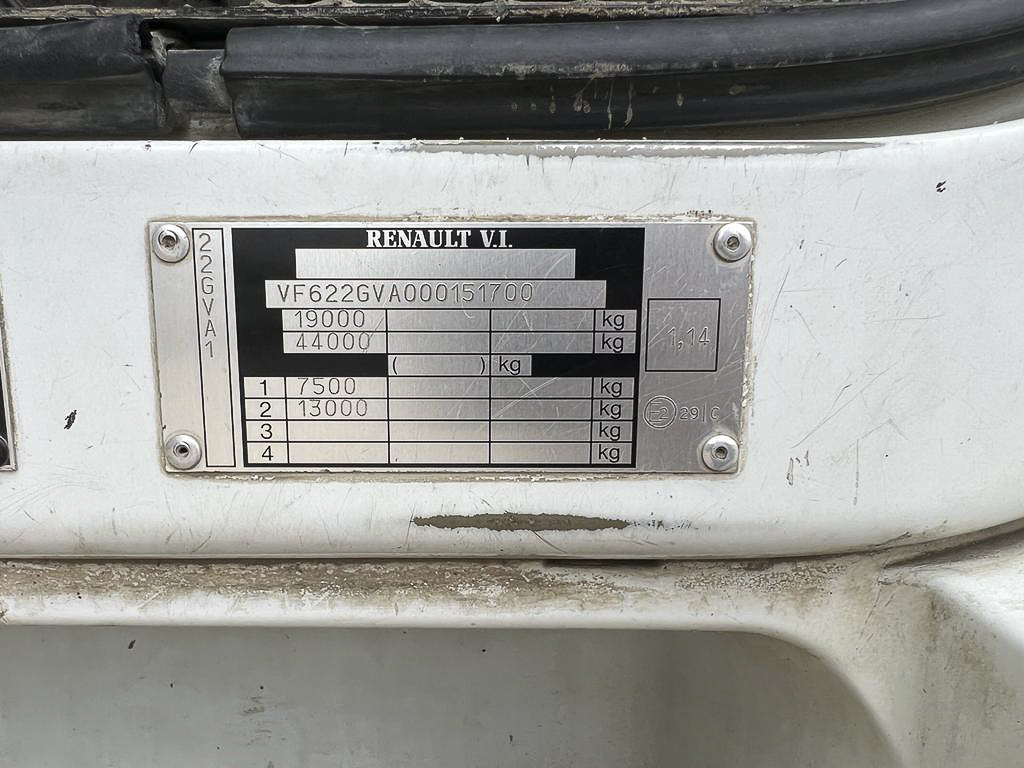 22GVA1
RENAULT V.I.
VF622GVA000151700
19000 kg
44000 kg
( ) kg
1 7500 kg
2 13000 kg
3 kg
4 kg
1,14
E2 29|C